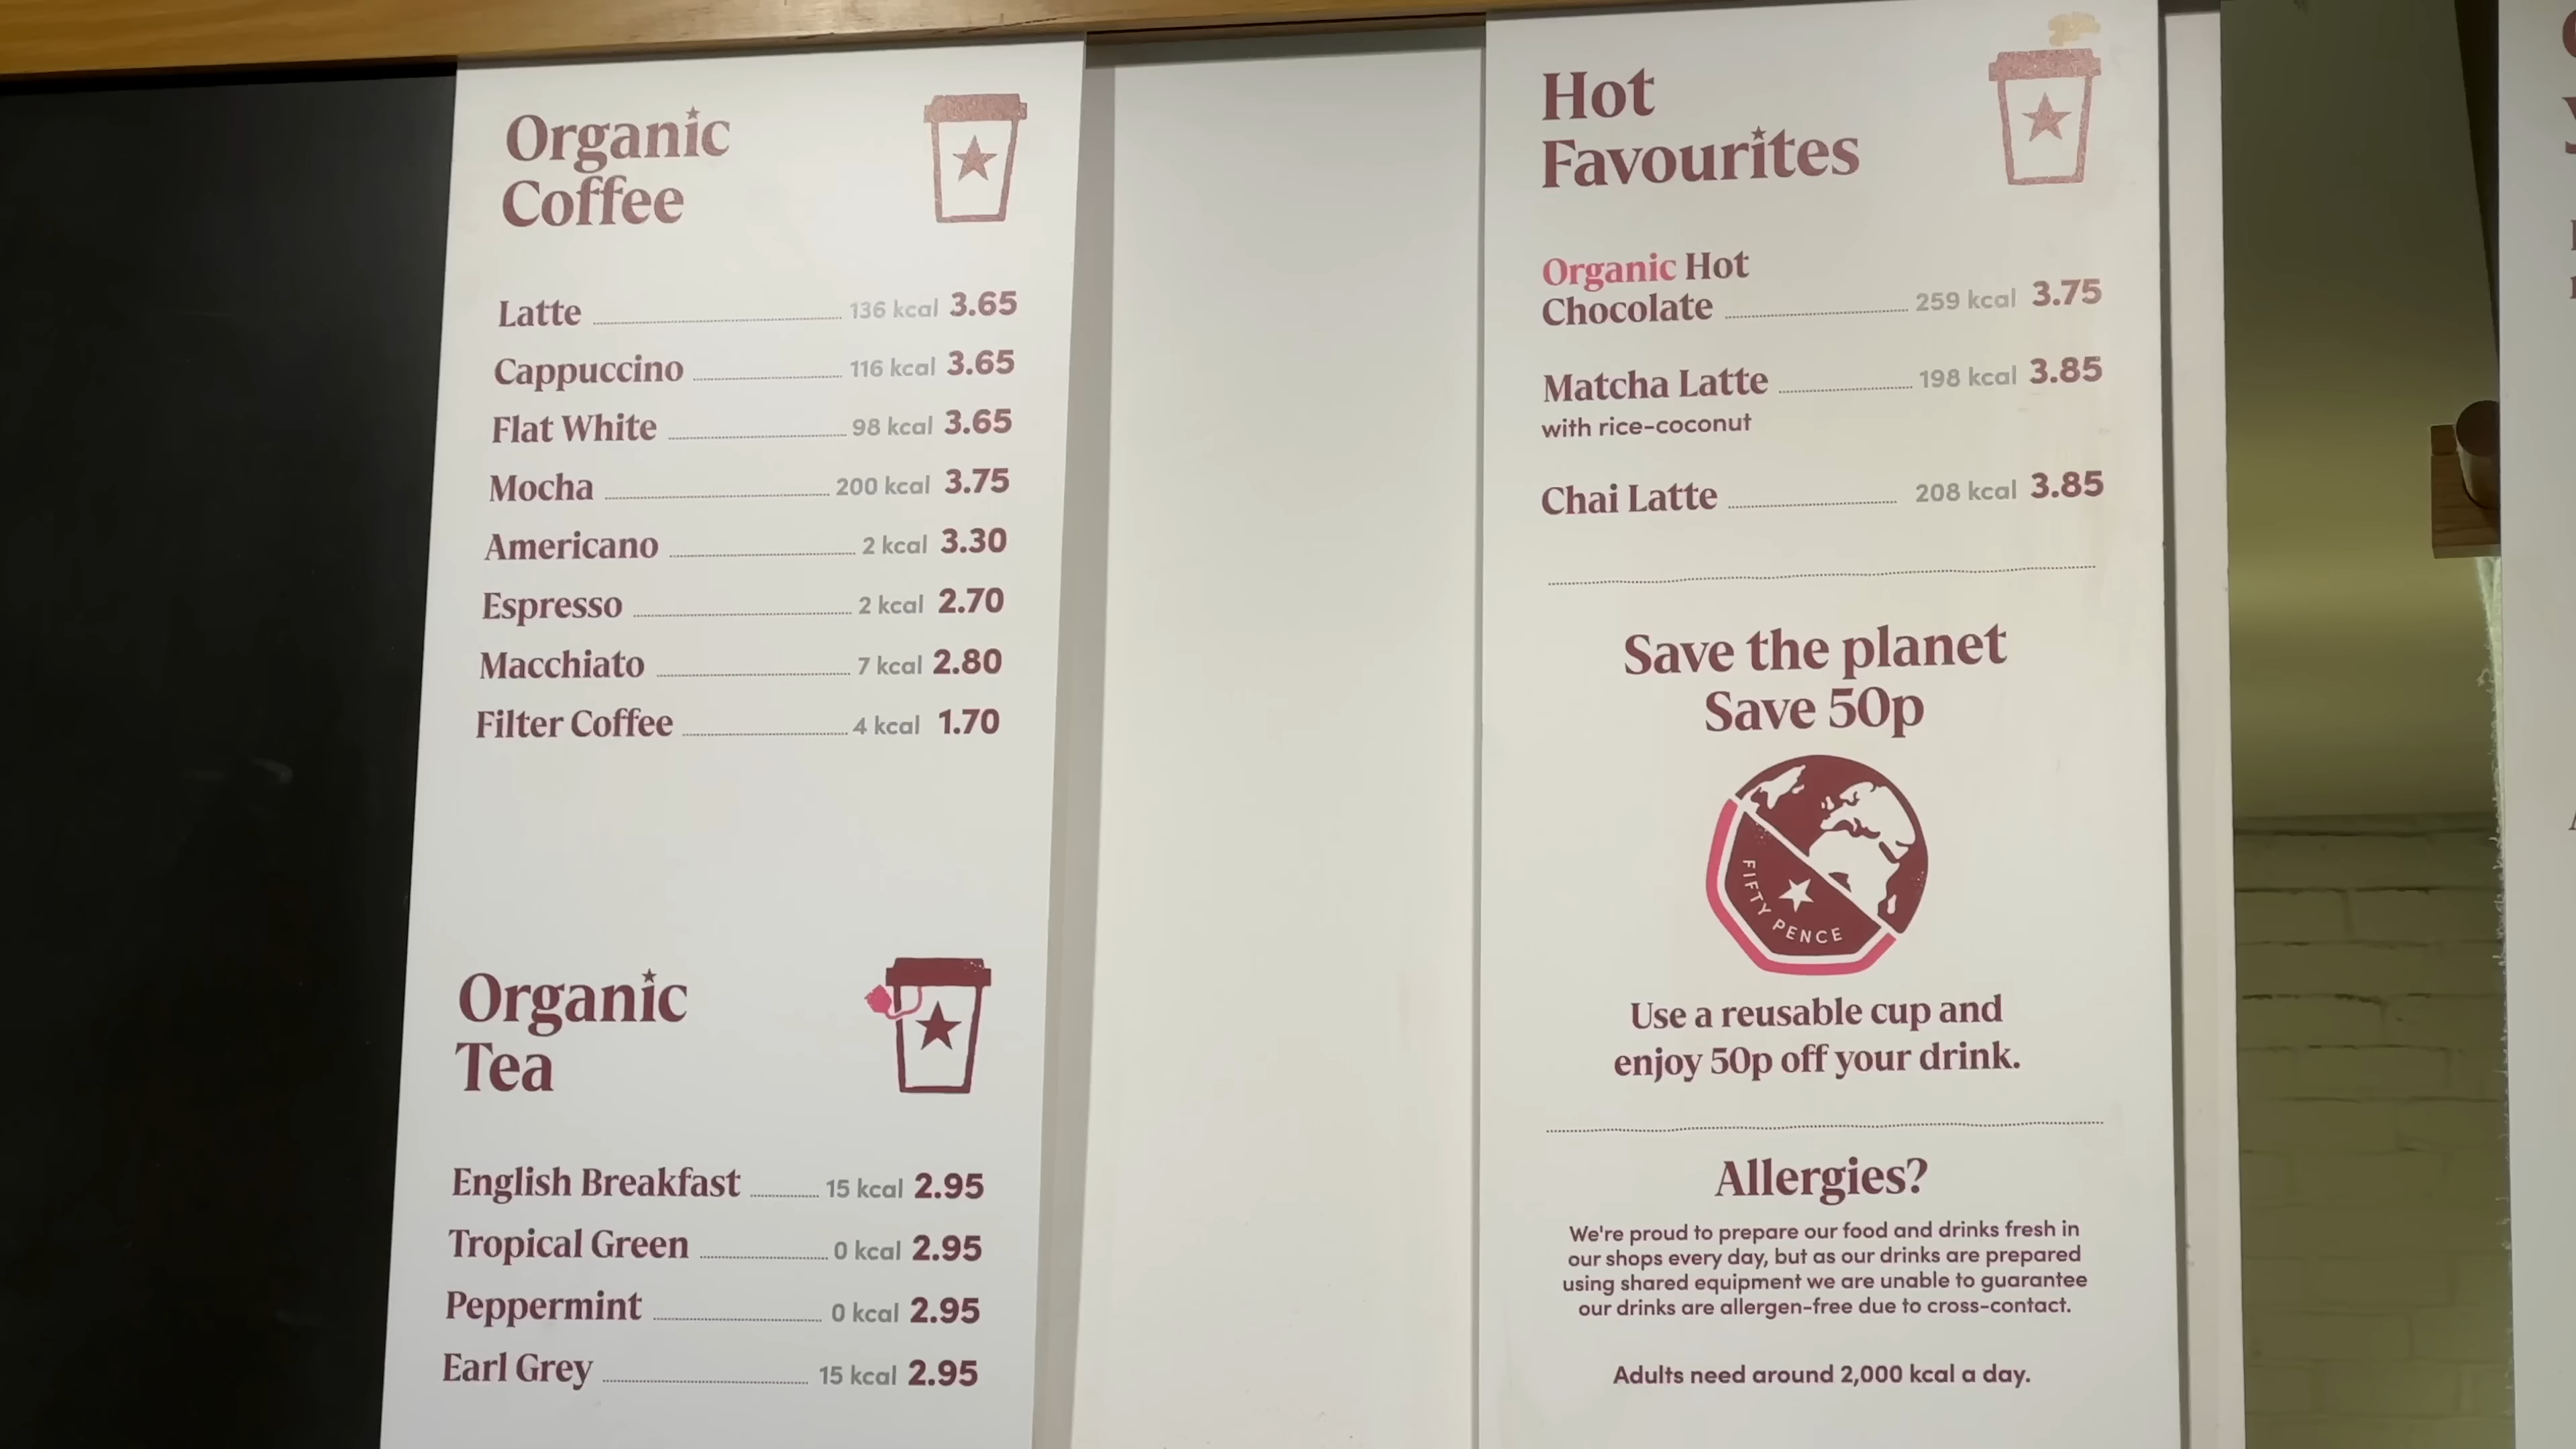 Organic
Coffee
Latte 136 kcal 3.65
Cappuccino 116 kcal 3.65
Flat White 98 kcal 3.65
Mocha 200 kcal 3.75
Americano 2 kcal 3.30
Espresso 2 kcal 2.70
Macchiato 7 kcal 2.80
Filter Coffee 4 kcal 1.70
Organic
Tea
English Breakfast 15 kcal 2.95
Tropical Green 0 kcal 2.95
Peppermint 0 kcal 2.95
Earl Grey 15 kcal 2.95
Hot
Favourites
Organic Hot
Chocolate 259 kcal 3.75
Matcha Latte 198 kcal 3.85
with rice-coconut
Chai Latte 208 kcal 3.85
Save the planet
Save 50p
FIFTY PENCE
Use a reusable cup and
enjoy 50p off your drink.
Allergies?
We're proud to prepare our food and drinks fresh in
our shops every day, but as our drinks are prepared
using shared equipment we are unable to guarantee
our drinks are allergen-free due to cross-contact.
Adults need around 2,000 kcal a day.